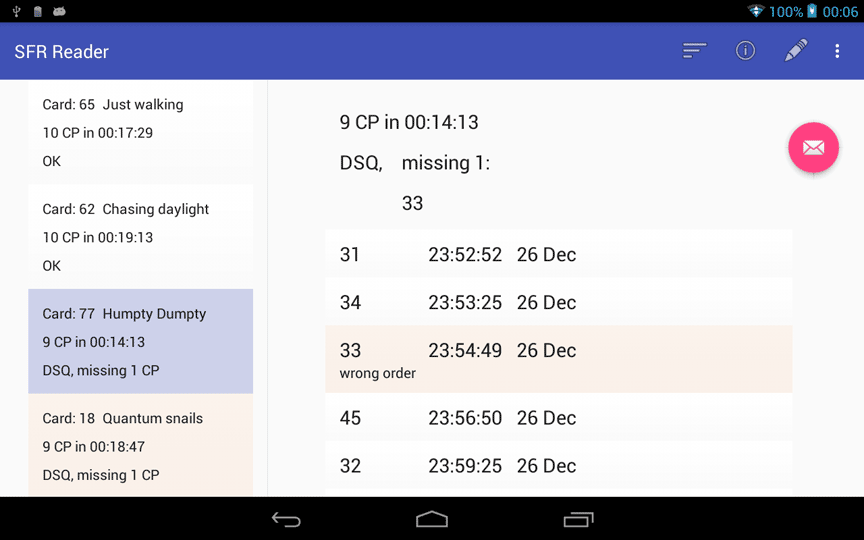 100% 00:06
SFR Reader
Card: 65 Just walking
10 CP in 00:17:29
OK
Card: 62 Chasing daylight
10 CP in 00:19:13
OK
Card: 77 Humpty Dumpty
9 CP in 00:14:13
DSQ, missing 1 CP
Card: 18 Quantum snails
9 CP in 00:18:47
DSQ, missing 1 CP
9 CP in 00:14:13
DSQ, missing 1:
33
31 23:52:52 26 Dec
34 23:53:25 26 Dec
33 23:54:49 26 Dec
wrong order
45 23:56:50 26 Dec
32 23:59:25 26 Dec